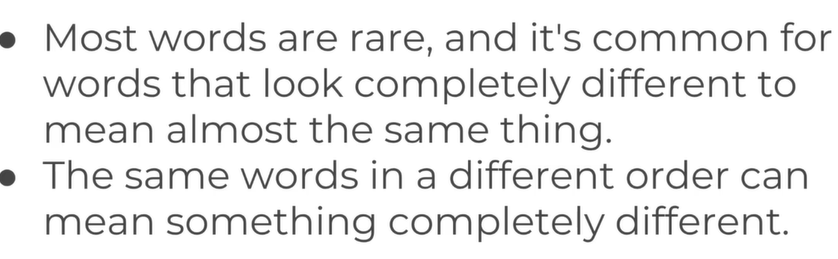 ● Most words are rare, and it's common for
words that look completely different to
mean almost the same thing.
● The same words in a different order can
mean something completely different.